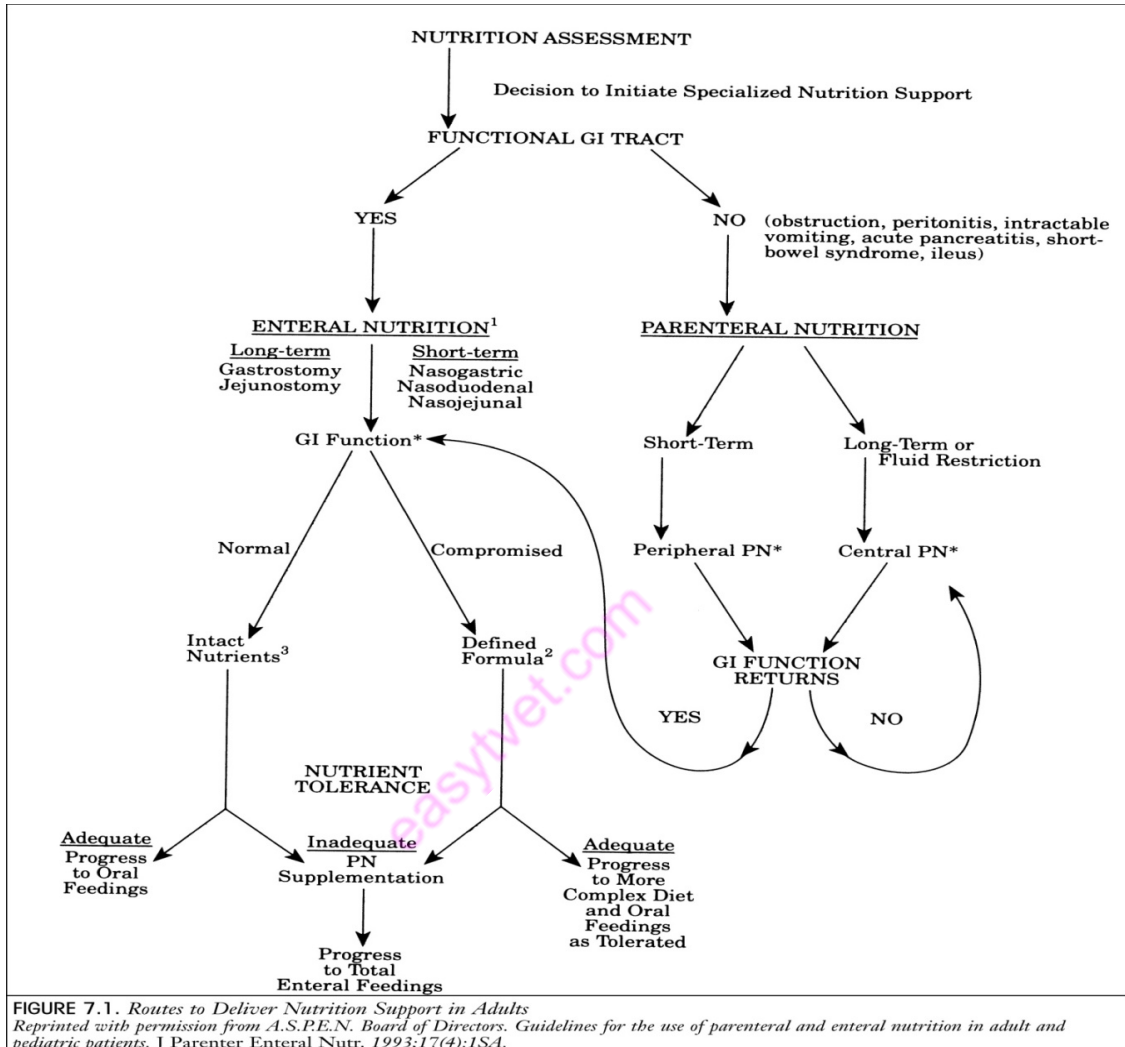 NUTRITION ASSESSMENT
Decision to Initiate Specialized Nutrition Support
FUNCTIONAL GI TRACT
YES
NO (obstruction, peritonitis, intractable
vomiting, acute pancreatitis, short-
bowel syndrome, ileus)
ENTERAL NUTRITION¹
Long-term
Gastrostomy
Jejunostomy
Short-term
Nasogastric
Nasoduodenal
Nasojejunal
PARENTERAL NUTRITION
GI Function*
Short-Term
Long-Term or
Fluid Restriction
Normal
Compromised
Peripheral PN*
Central PN*
Intact
Nutrients³
Defined
Formula²
GI FUNCTION
RETURNS
YES
NO
NUTRIENT
TOLERANCE
Adequate
Progress
to Oral
Feedings
Inadequate
PN
Supplementation
Adequate
Progress
to More
Complex Diet
and Oral
Feedings
as Tolerated
Progress
to Total
Enteral Feedings
easytvet.com
FIGURE 7.1. Routes to Deliver Nutrition Support in Adults
Reprinted with permission from A.S.P.E.N. Board of Directors. Guidelines for the use of parenteral and enteral nutrition in adult and
pediatric patients. J Parenter Enteral Nutr. 1993;17(4):1SA.